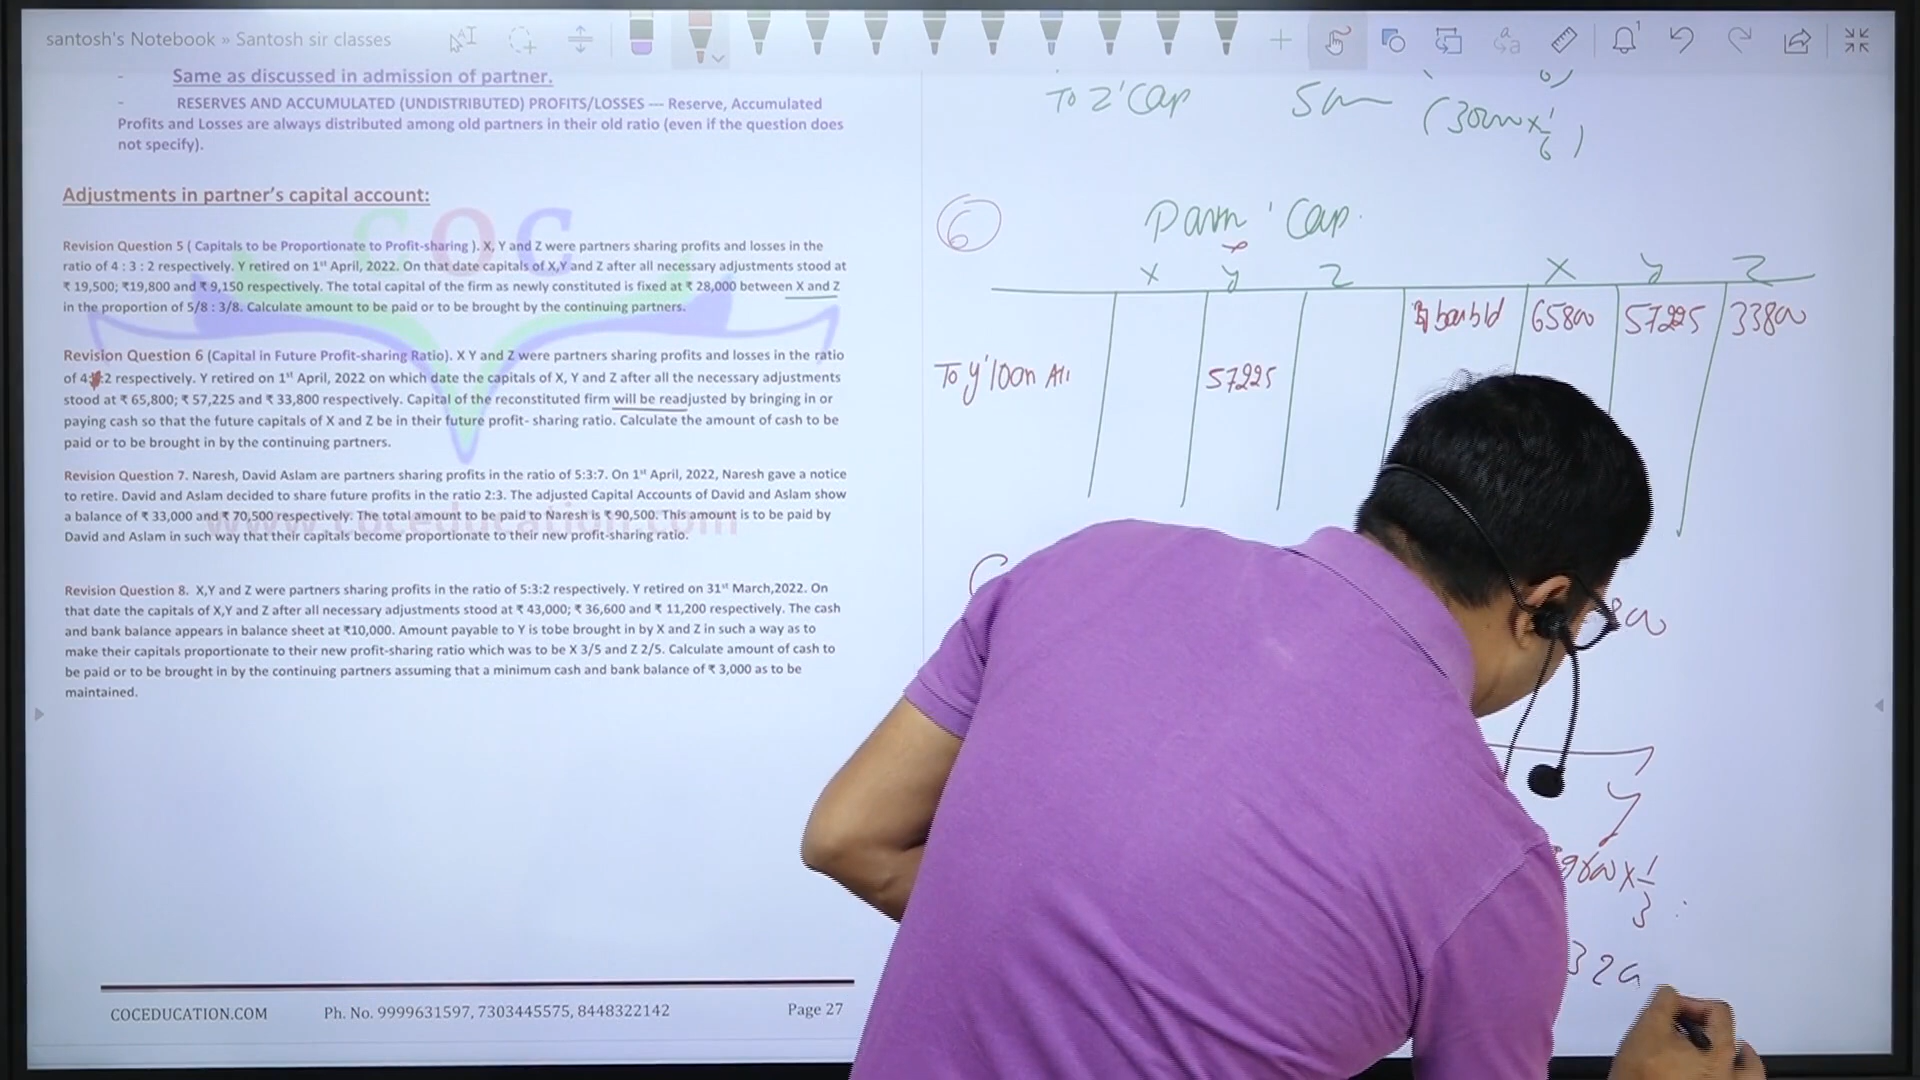 santosh's Notebook » Santosh sir classes
- Same as discussed in admission of partner.
- RESERVES AND ACCUMULATED (UNDISTRIBUTED) PROFITS/LOSSES --- Reserve, Accumulated
Profits and Losses are always distributed among old partners in their old ratio (even if the question does
not specify).
Adjustments in partner's capital account:
COC
Revision Question 5 ( Capitals to be Proportionate to Profit-sharing ). X, Y and Z were partners sharing profits and losses in the
ratio of 4 : 3 : 2 respectively. Y retired on 1st April, 2022. On that date capitals of X,Y and Z after all necessary adjustments stood at
₹ 19,500; ₹19,800 and ₹ 9,150 respectively. The total capital of the firm as newly constituted is fixed at ₹ 28,000 between X and Z
in the proportion of 5/8 : 3/8. Calculate amount to be paid or to be brought by the continuing partners.
Revision Question 6 (Capital in Future Profit-sharing Ratio). X Y and Z were partners sharing profits and losses in the ratio
of 4: :2 respectively. Y retired on 1st April, 2022 on which date the capitals of X, Y and Z after all the necessary adjustments
stood at ₹ 65,800; ₹ 57,225 and ₹ 33,800 respectively. Capital of the reconstituted firm will be readjusted by bringing in or
paying cash so that the future capitals of X and Z be in their future profit- sharing ratio. Calculate the amount of cash to be
paid or to be brought in by the continuing partners.
Revision Question 7. Naresh, David Aslam are partners sharing profits in the ratio of 5:3:7. On 1st April, 2022, Naresh gave a notice
to retire. David and Aslam decided to share future profits in the ratio 2:3. The adjusted Capital Accounts of David and Aslam show
a balance of ₹ 33,000 and ₹ 70,500 respectively. The total amount to be paid to Naresh is ₹ 90,500. This amount is to be paid by
David and Aslam in such way that their capitals become proportionate to their new profit-sharing ratio.
www.coceducation.com
Revision Question 8. X,Y and Z were partners sharing profits in the ratio of 5:3:2 respectively. Y retired on 31st March,2022. On
that date the capitals of X,Y and Z after all necessary adjustments stood at ₹ 43,000; ₹ 36,600 and ₹ 11,200 respectively. The cash
and bank balance appears in balance sheet at ₹10,000. Amount payable to Y is tobe brought in by X and Z in such a way as to
make their capitals proportionate to their new profit-sharing ratio which was to be X 3/5 and Z 2/5. Calculate amount of cash to
be paid or to be brought in by the continuing partners assuming that a minimum cash and bank balance of ₹ 3,000 as to be
maintained.
COCEDUCATION.COM Ph. No. 9999631597, 7303445575, 8448322142 Page 27
To Z' Cap 5000 (30000 x 1/6)
6 Partn ' Cap.
X Y Z X Y Z
By bal b/d 65800 57225 33800
To Y' loan A/c 57225
Y
x 1/3